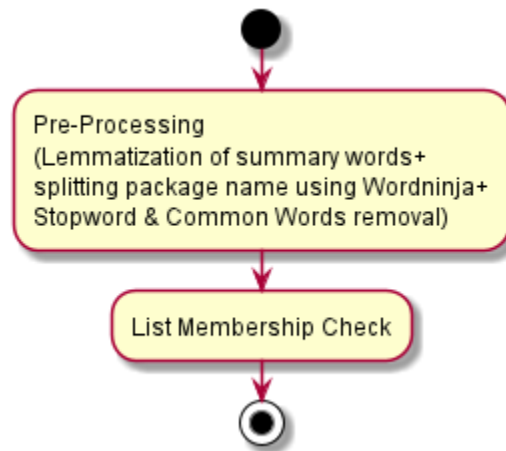 Pre-Processing
(Lemmatization of summary words+
splitting package name using Wordninja+
Stopword & Common Words removal)
List Membership Check